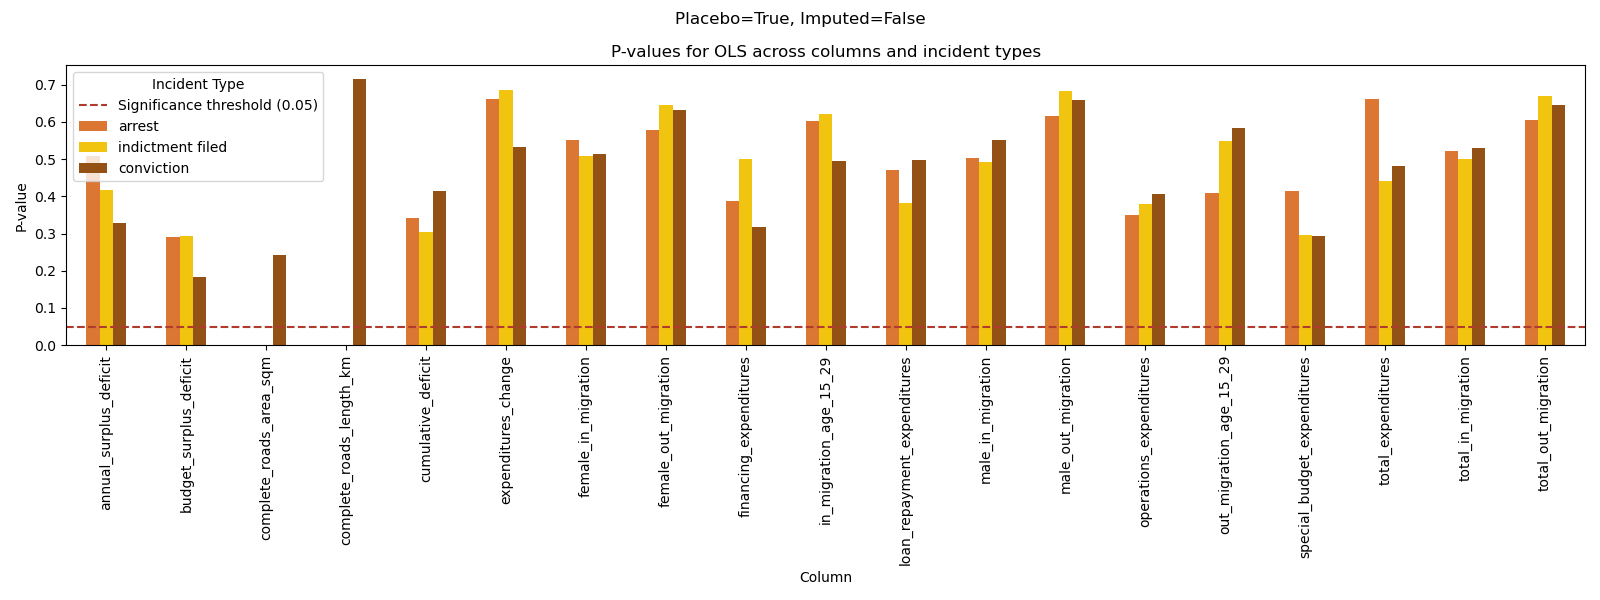 Placebo=True, Imputed=False
P-values for OLS across columns and incident types
Incident Type
Significance threshold (0.05)
arrest
indictment filed
conviction
P-value
0.7
0.6
0.5
0.4
0.3
0.2
0.1
0.0
annual_surplus_deficit
budget_surplus_deficit
complete_roads_area_sqm
complete_roads_length_km
cumulative_deficit
expenditures_change
female_in_migration
female_out_migration
financing_expenditures
in_migration_age_15_29
loan_repayment_expenditures
male_in_migration
male_out_migration
operations_expenditures
out_migration_age_15_29
special_budget_expenditures
total_expenditures
total_in_migration
total_out_migration
Column